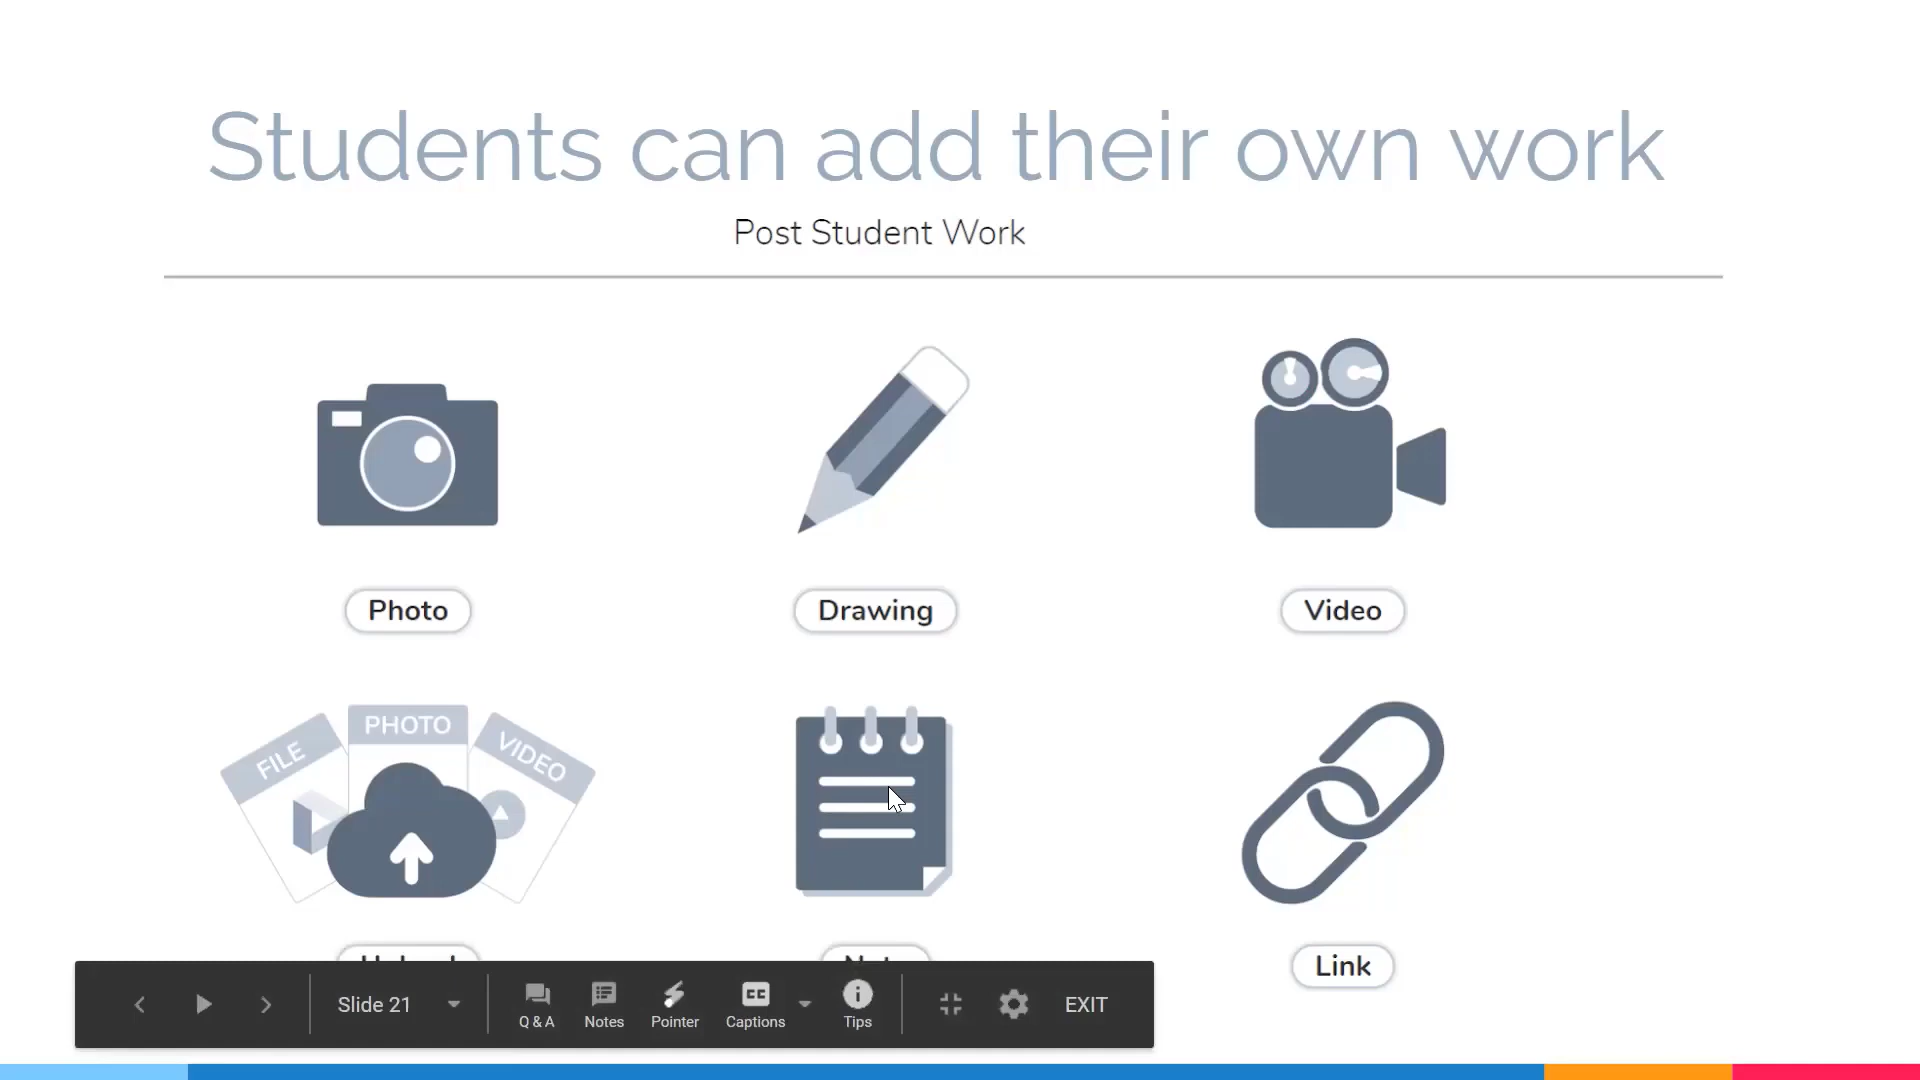 Students can add their own work
Post Student Work
Photo
Drawing
Video
FILE
PHOTO
VIDEO
Link
Slide 21
Q & A
Notes
Pointer
CC
Captions
Tips
EXIT